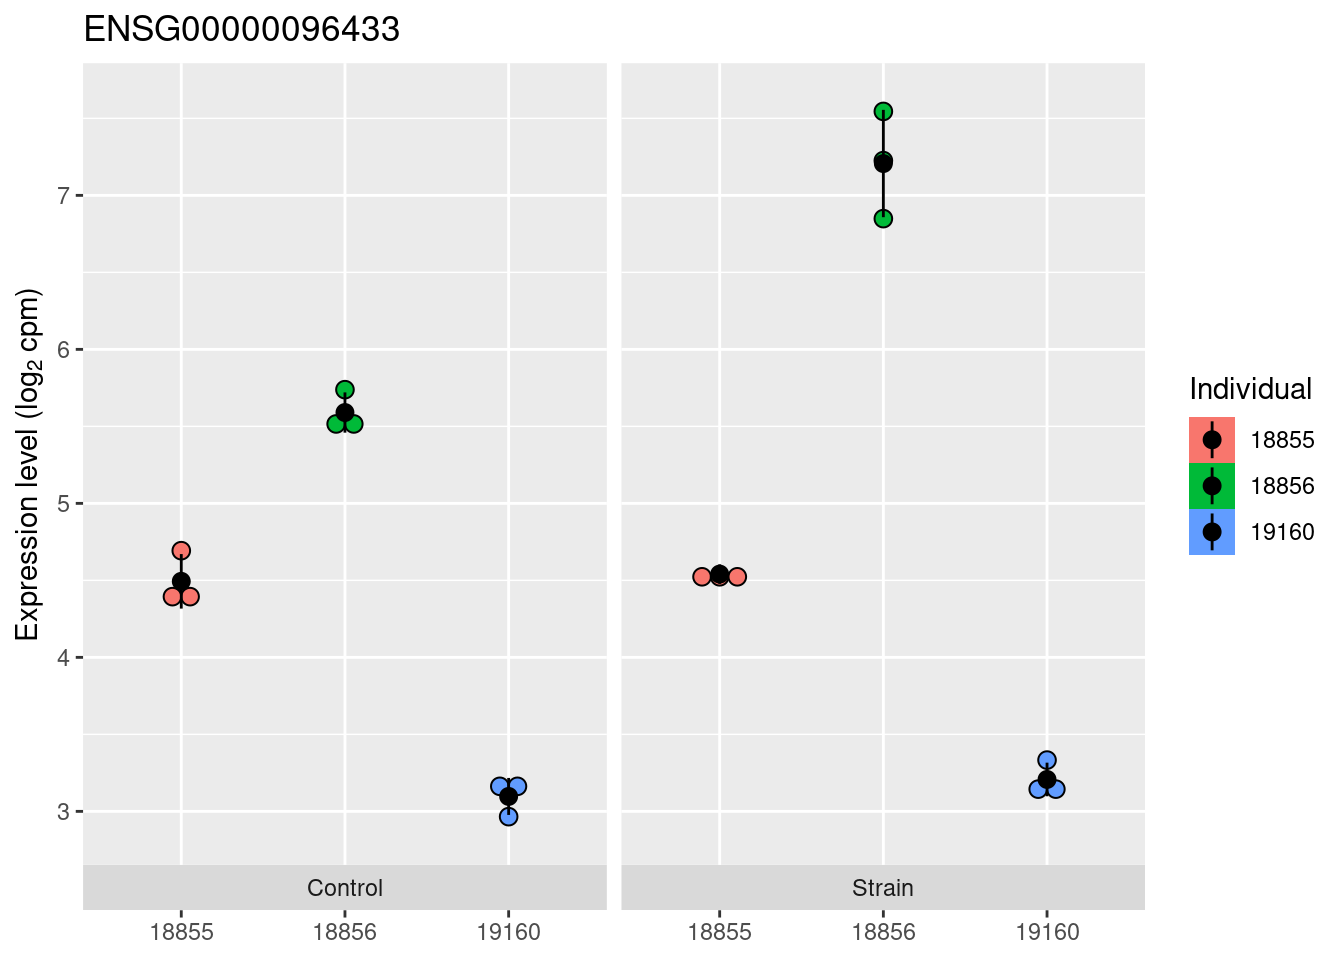 ENSG00000096433
Expression level (log₂ cpm)
7
6
5
4
3
Control
Strain
18855
18856
19160
18855
18856
19160
Individual
18855
18856
19160